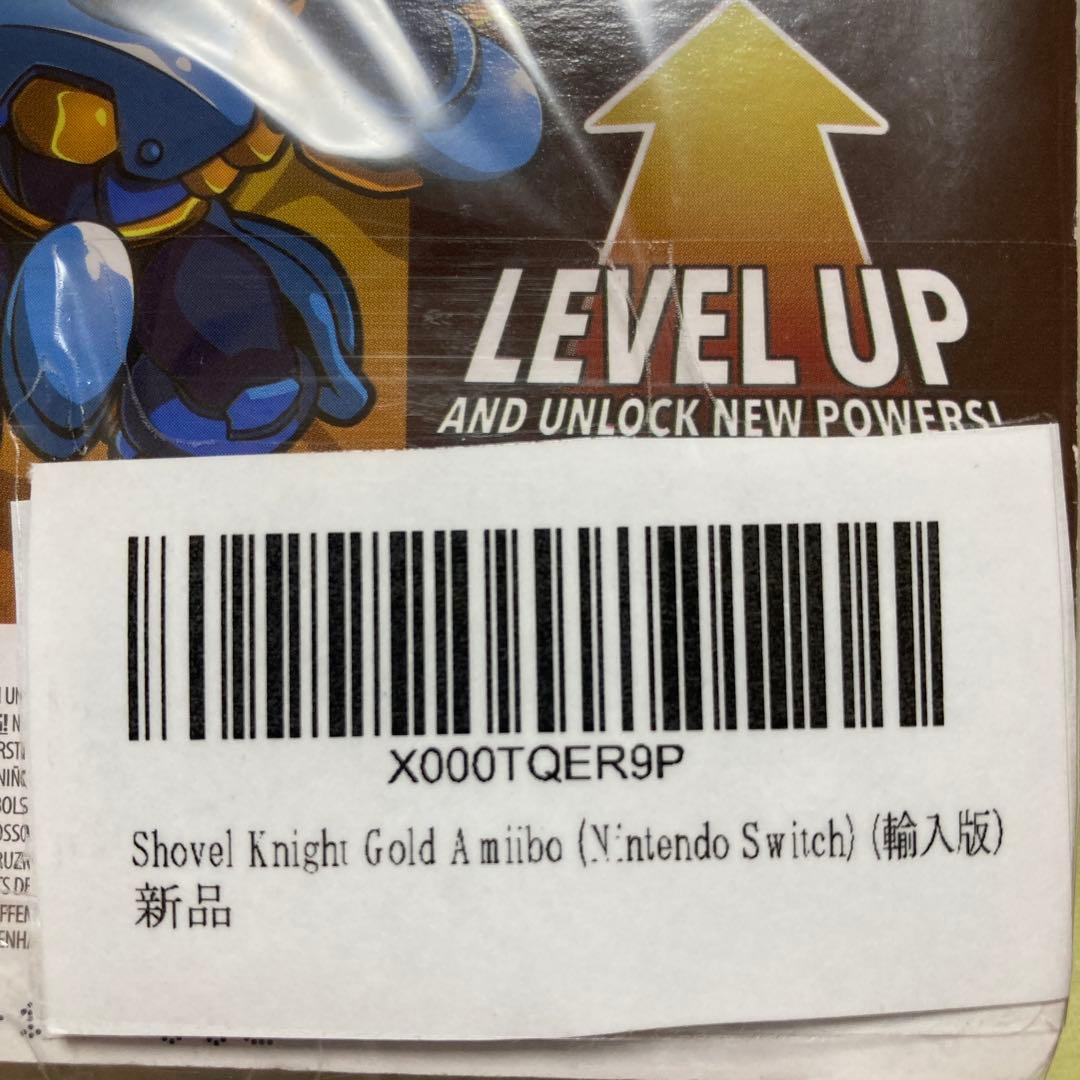 LEVEL UP
AND UNLOCK NEW POWERS!
X000TQER9P
Shovel Knight Gold Amiibo (Nintendo Switch) (輸入版)
新品